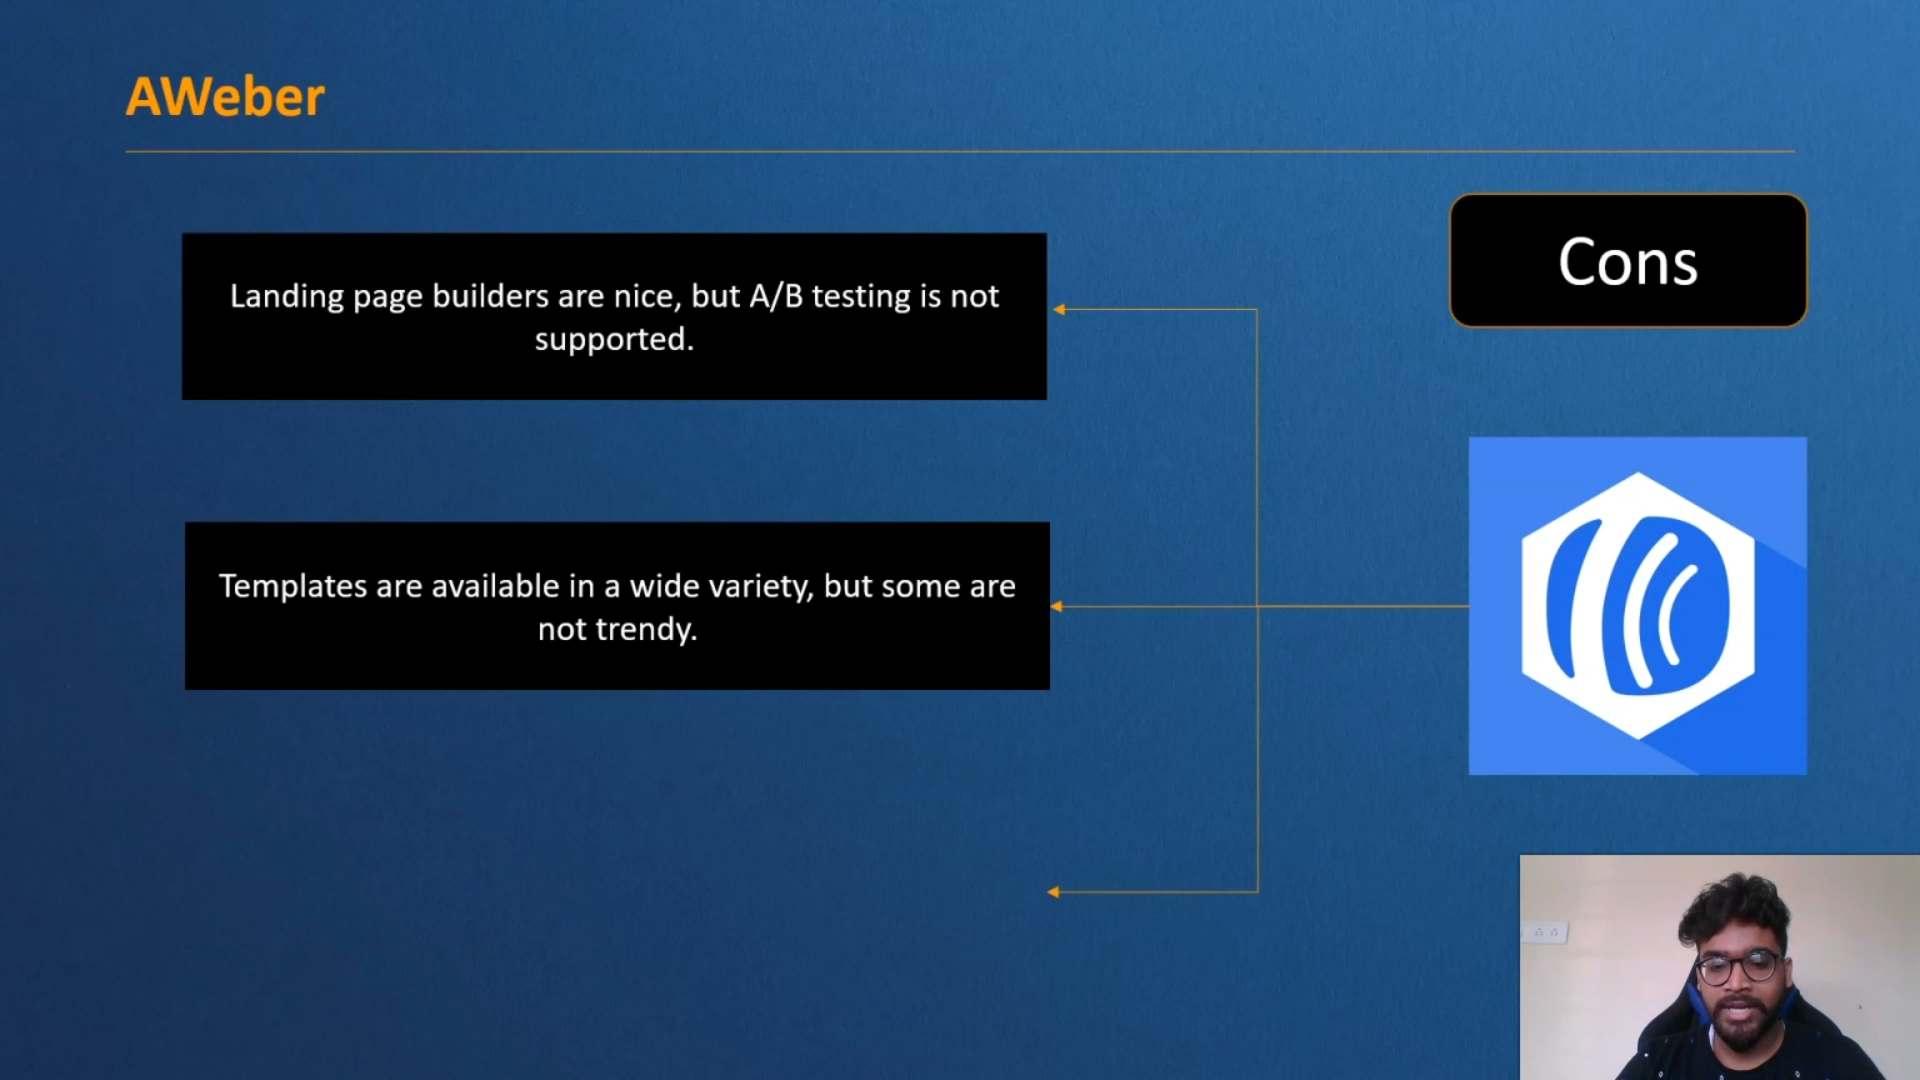 AWeber
Cons
Landing page builders are nice, but A/B testing is not
supported.
Templates are available in a wide variety, but some are
not trendy.